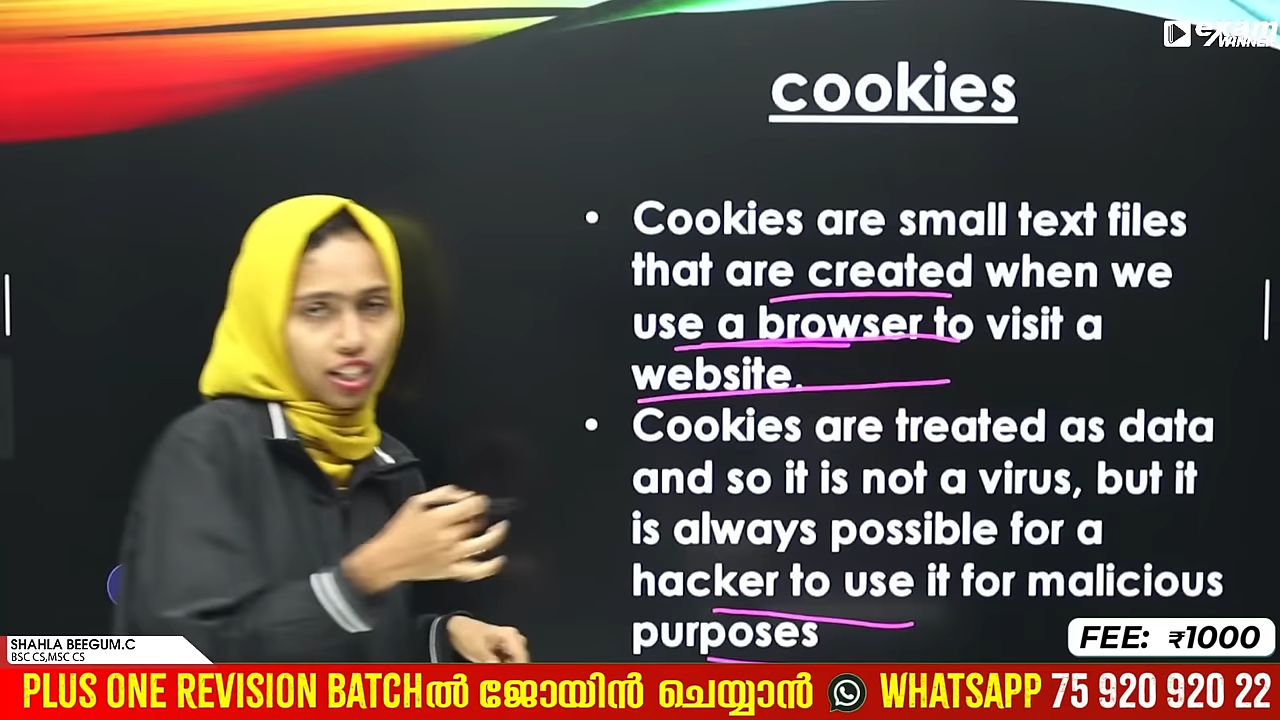 exam
WINNER
cookies
• Cookies are small text files
that are created when we
use a browser to visit a
website.
• Cookies are treated as data
and so it is not a virus, but it
is always possible for a
hacker to use it for malicious
purposes
SHAHLA BEEGUM.C
BSC CS,MSC CS
FEE: ₹1000
PLUS ONE REVISION BATCHൽ ജോയിൻ ചെയ്യാൻ WHATSAPP 75 920 920 22